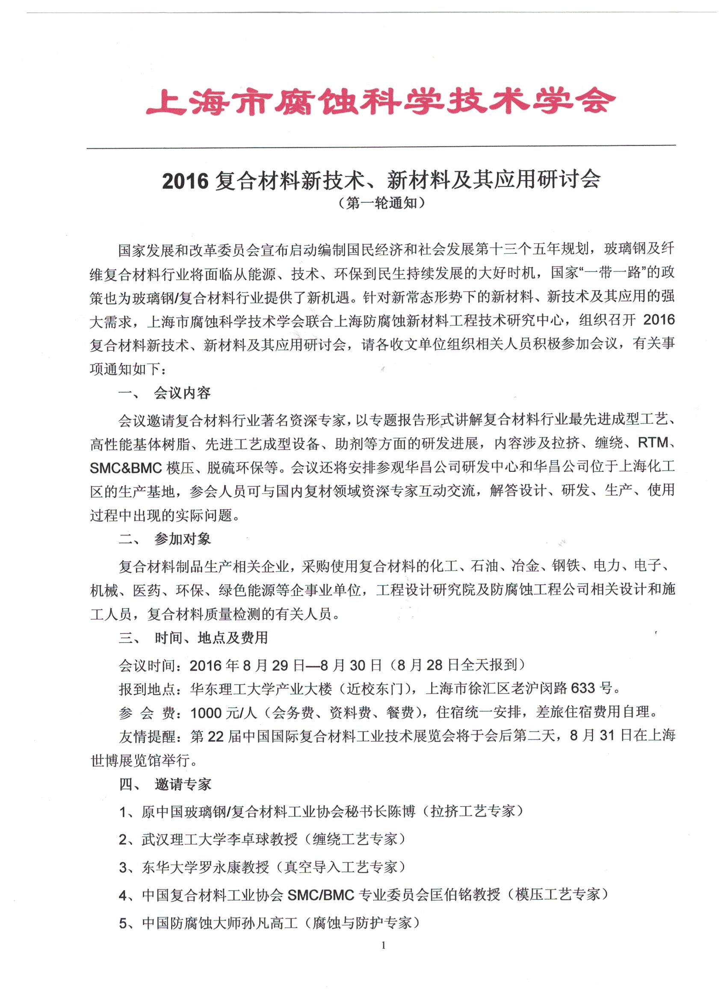 上海市腐蚀科学技术学会
2016 复合材料新技术、新材料及其应用研讨会
（第一轮通知）
国家发展和改革委员会宣布启动编制国民经济和社会发展第十三个五年规划，玻璃钢及纤
维复合材料行业将面临从能源、技术、环保到民生持续发展的大好时机，国家“一带一路”的政
策也为玻璃钢/复合材料行业提供了新机遇。针对新常态形势下的新材料、新技术及其应用的强
大需求，上海市腐蚀科学技术学会联合上海防腐蚀新材料工程技术研究中心，组织召开 2016
复合材料新技术、新材料及其应用研讨会，请各收文单位组织相关人员积极参加会议，有关事
项通知如下：
一、 会议内容
会议邀请复合材料行业著名资深专家，以专题报告形式讲解复合材料行业最先进成型工艺、
高性能基体树脂、先进工艺成型设备、助剂等方面的研发进展，内容涉及拉挤、缠绕、RTM、
SMC&BMC 模压、脱硫环保等。会议还将安排参观华昌公司研发中心和华昌公司位于上海化工
区的生产基地，参会人员可与国内复材领域资深专家互动交流，解答设计、研发、生产、使用
过程中出现的实际问题。
二、 参加对象
复合材料制品生产相关企业，采购使用复合材料的化工、石油、冶金、钢铁、电力、电子、
机械、医药、环保、绿色能源等企事业单位，工程设计研究院及防腐蚀工程公司相关设计和施
工人员，复合材料质量检测的有关人员。
三、 时间、地点及费用
会议时间：2016 年 8 月 29 日—8 月 30 日（8 月 28 日全天报到）
报到地点：华东理工大学产业大楼（近校东门），上海市徐汇区老沪闵路 633 号。
参 会 费：1000 元/人（会务费、资料费、餐费），住宿统一安排，差旅住宿费用自理。
友情提醒：第 22 届中国国际复合材料工业技术展览会将于会后第二天，8 月 31 日在上海
世博展览馆举行。
四、 邀请专家
1、原中国玻璃钢/复合材料工业协会秘书长陈博（拉挤工艺专家）
2、武汉理工大学李卓球教授（缠绕工艺专家）
3、东华大学罗永康教授（真空导入工艺专家）
4、中国复合材料工业协会 SMC/BMC 专业委员会匡伯铭教授（模压工艺专家）
5、中国防腐蚀大师孙凡高工（腐蚀与防护专家）
1